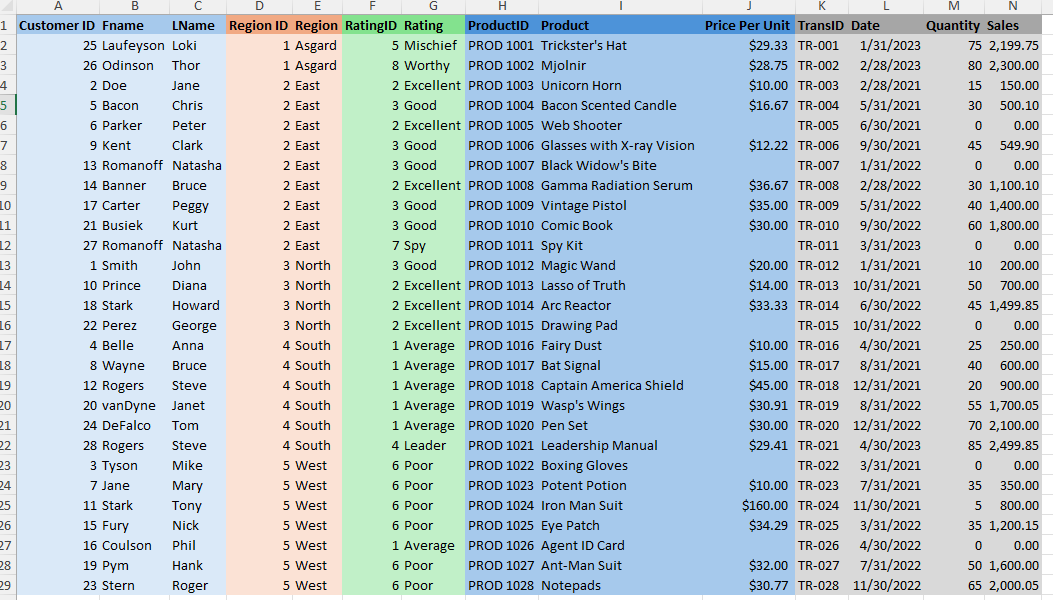 A B C D E F G H I J K L M N
1 Customer ID Fname LName Region ID Region RatingID Rating ProductID Product Price Per Unit TransID Date Quantity Sales
2 25 Laufeyson Loki 1 Asgard 5 Mischief PROD 1001 Trickster's Hat $29.33 TR-001 1/31/2023 75 2,199.75
3 26 Odinson Thor 1 Asgard 8 Worthy PROD 1002 Mjolnir $28.75 TR-002 2/28/2023 80 2,300.00
4 2 Doe Jane 2 East 2 Excellent PROD 1003 Unicorn Horn $10.00 TR-003 2/28/2021 15 150.00
5 5 Bacon Chris 2 East 3 Good PROD 1004 Bacon Scented Candle $16.67 TR-004 5/31/2021 30 500.10
6 6 Parker Peter 2 East 2 Excellent PROD 1005 Web Shooter TR-005 6/30/2021 0 0.00
7 9 Kent Clark 2 East 3 Good PROD 1006 Glasses with X-ray Vision $12.22 TR-006 9/30/2021 45 549.90
8 13 Romanoff Natasha 2 East 3 Good PROD 1007 Black Widow's Bite TR-007 1/31/2022 0 0.00
9 14 Banner Bruce 2 East 2 Excellent PROD 1008 Gamma Radiation Serum $36.67 TR-008 2/28/2022 30 1,100.10
10 17 Carter Peggy 2 East 3 Good PROD 1009 Vintage Pistol $35.00 TR-009 5/31/2022 40 1,400.00
11 21 Busiek Kurt 2 East 3 Good PROD 1010 Comic Book $30.00 TR-010 9/30/2022 60 1,800.00
12 27 Romanoff Natasha 2 East 7 Spy PROD 1011 Spy Kit TR-011 3/31/2023 0 0.00
13 1 Smith John 3 North 3 Good PROD 1012 Magic Wand $20.00 TR-012 1/31/2021 10 200.00
14 10 Prince Diana 3 North 2 Excellent PROD 1013 Lasso of Truth $14.00 TR-013 10/31/2021 50 700.00
15 18 Stark Howard 3 North 2 Excellent PROD 1014 Arc Reactor $33.33 TR-014 6/30/2022 45 1,499.85
16 22 Perez George 3 North 2 Excellent PROD 1015 Drawing Pad TR-015 10/31/2022 0 0.00
17 4 Belle Anna 4 South 1 Average PROD 1016 Fairy Dust $10.00 TR-016 4/30/2021 25 250.00
18 8 Wayne Bruce 4 South 1 Average PROD 1017 Bat Signal $15.00 TR-017 8/31/2021 40 600.00
19 12 Rogers Steve 4 South 1 Average PROD 1018 Captain America Shield $45.00 TR-018 12/31/2021 20 900.00
20 20 vanDyne Janet 4 South 1 Average PROD 1019 Wasp's Wings $30.91 TR-019 8/31/2022 55 1,700.05
21 24 DeFalco Tom 4 South 1 Average PROD 1020 Pen Set $30.00 TR-020 12/31/2022 70 2,100.00
22 28 Rogers Steve 4 South 4 Leader PROD 1021 Leadership Manual $29.41 TR-021 4/30/2023 85 2,499.85
23 3 Tyson Mike 5 West 6 Poor PROD 1022 Boxing Gloves TR-022 3/31/2021 0 0.00
24 7 Jane Mary 5 West 6 Poor PROD 1023 Potent Potion $10.00 TR-023 7/31/2021 35 350.00
25 11 Stark Tony 5 West 6 Poor PROD 1024 Iron Man Suit $160.00 TR-024 11/30/2021 5 800.00
26 15 Fury Nick 5 West 6 Poor PROD 1025 Eye Patch $34.29 TR-025 3/31/2022 35 1,200.15
27 16 Coulson Phil 5 West 1 Average PROD 1026 Agent ID Card TR-026 4/30/2022 0 0.00
28 19 Pym Hank 5 West 6 Poor PROD 1027 Ant-Man Suit $32.00 TR-027 7/31/2022 50 1,600.00
29 23 Stern Roger 5 West 6 Poor PROD 1028 Notepads $30.77 TR-028 11/30/2022 65 2,000.05